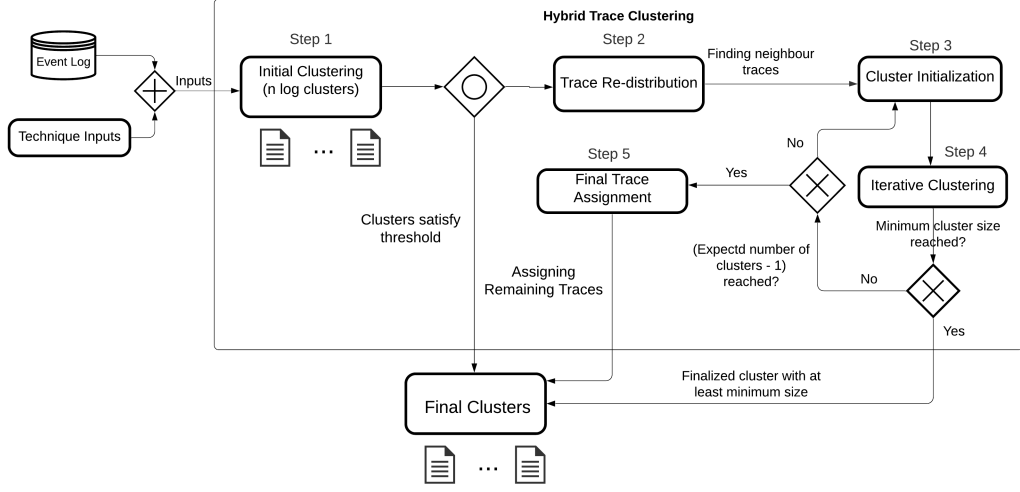 Hybrid Trace Clustering
Event Log
Technique Inputs
Inputs
Step 1
Initial Clustering
(n log clusters)
...
Step 2
Trace Re-distribution
Finding neighbour
traces
Step 3
Cluster Initialization
Step 4
Iterative Clustering
Minimum cluster size
reached?
No
Yes
(Expectd number of
clusters - 1)
reached?
No
Yes
Step 5
Final Trace
Assignment
Clusters satisfy
threshold
Assigning
Remaining Traces
Finalized cluster with at
least minimum size
Final Clusters
...